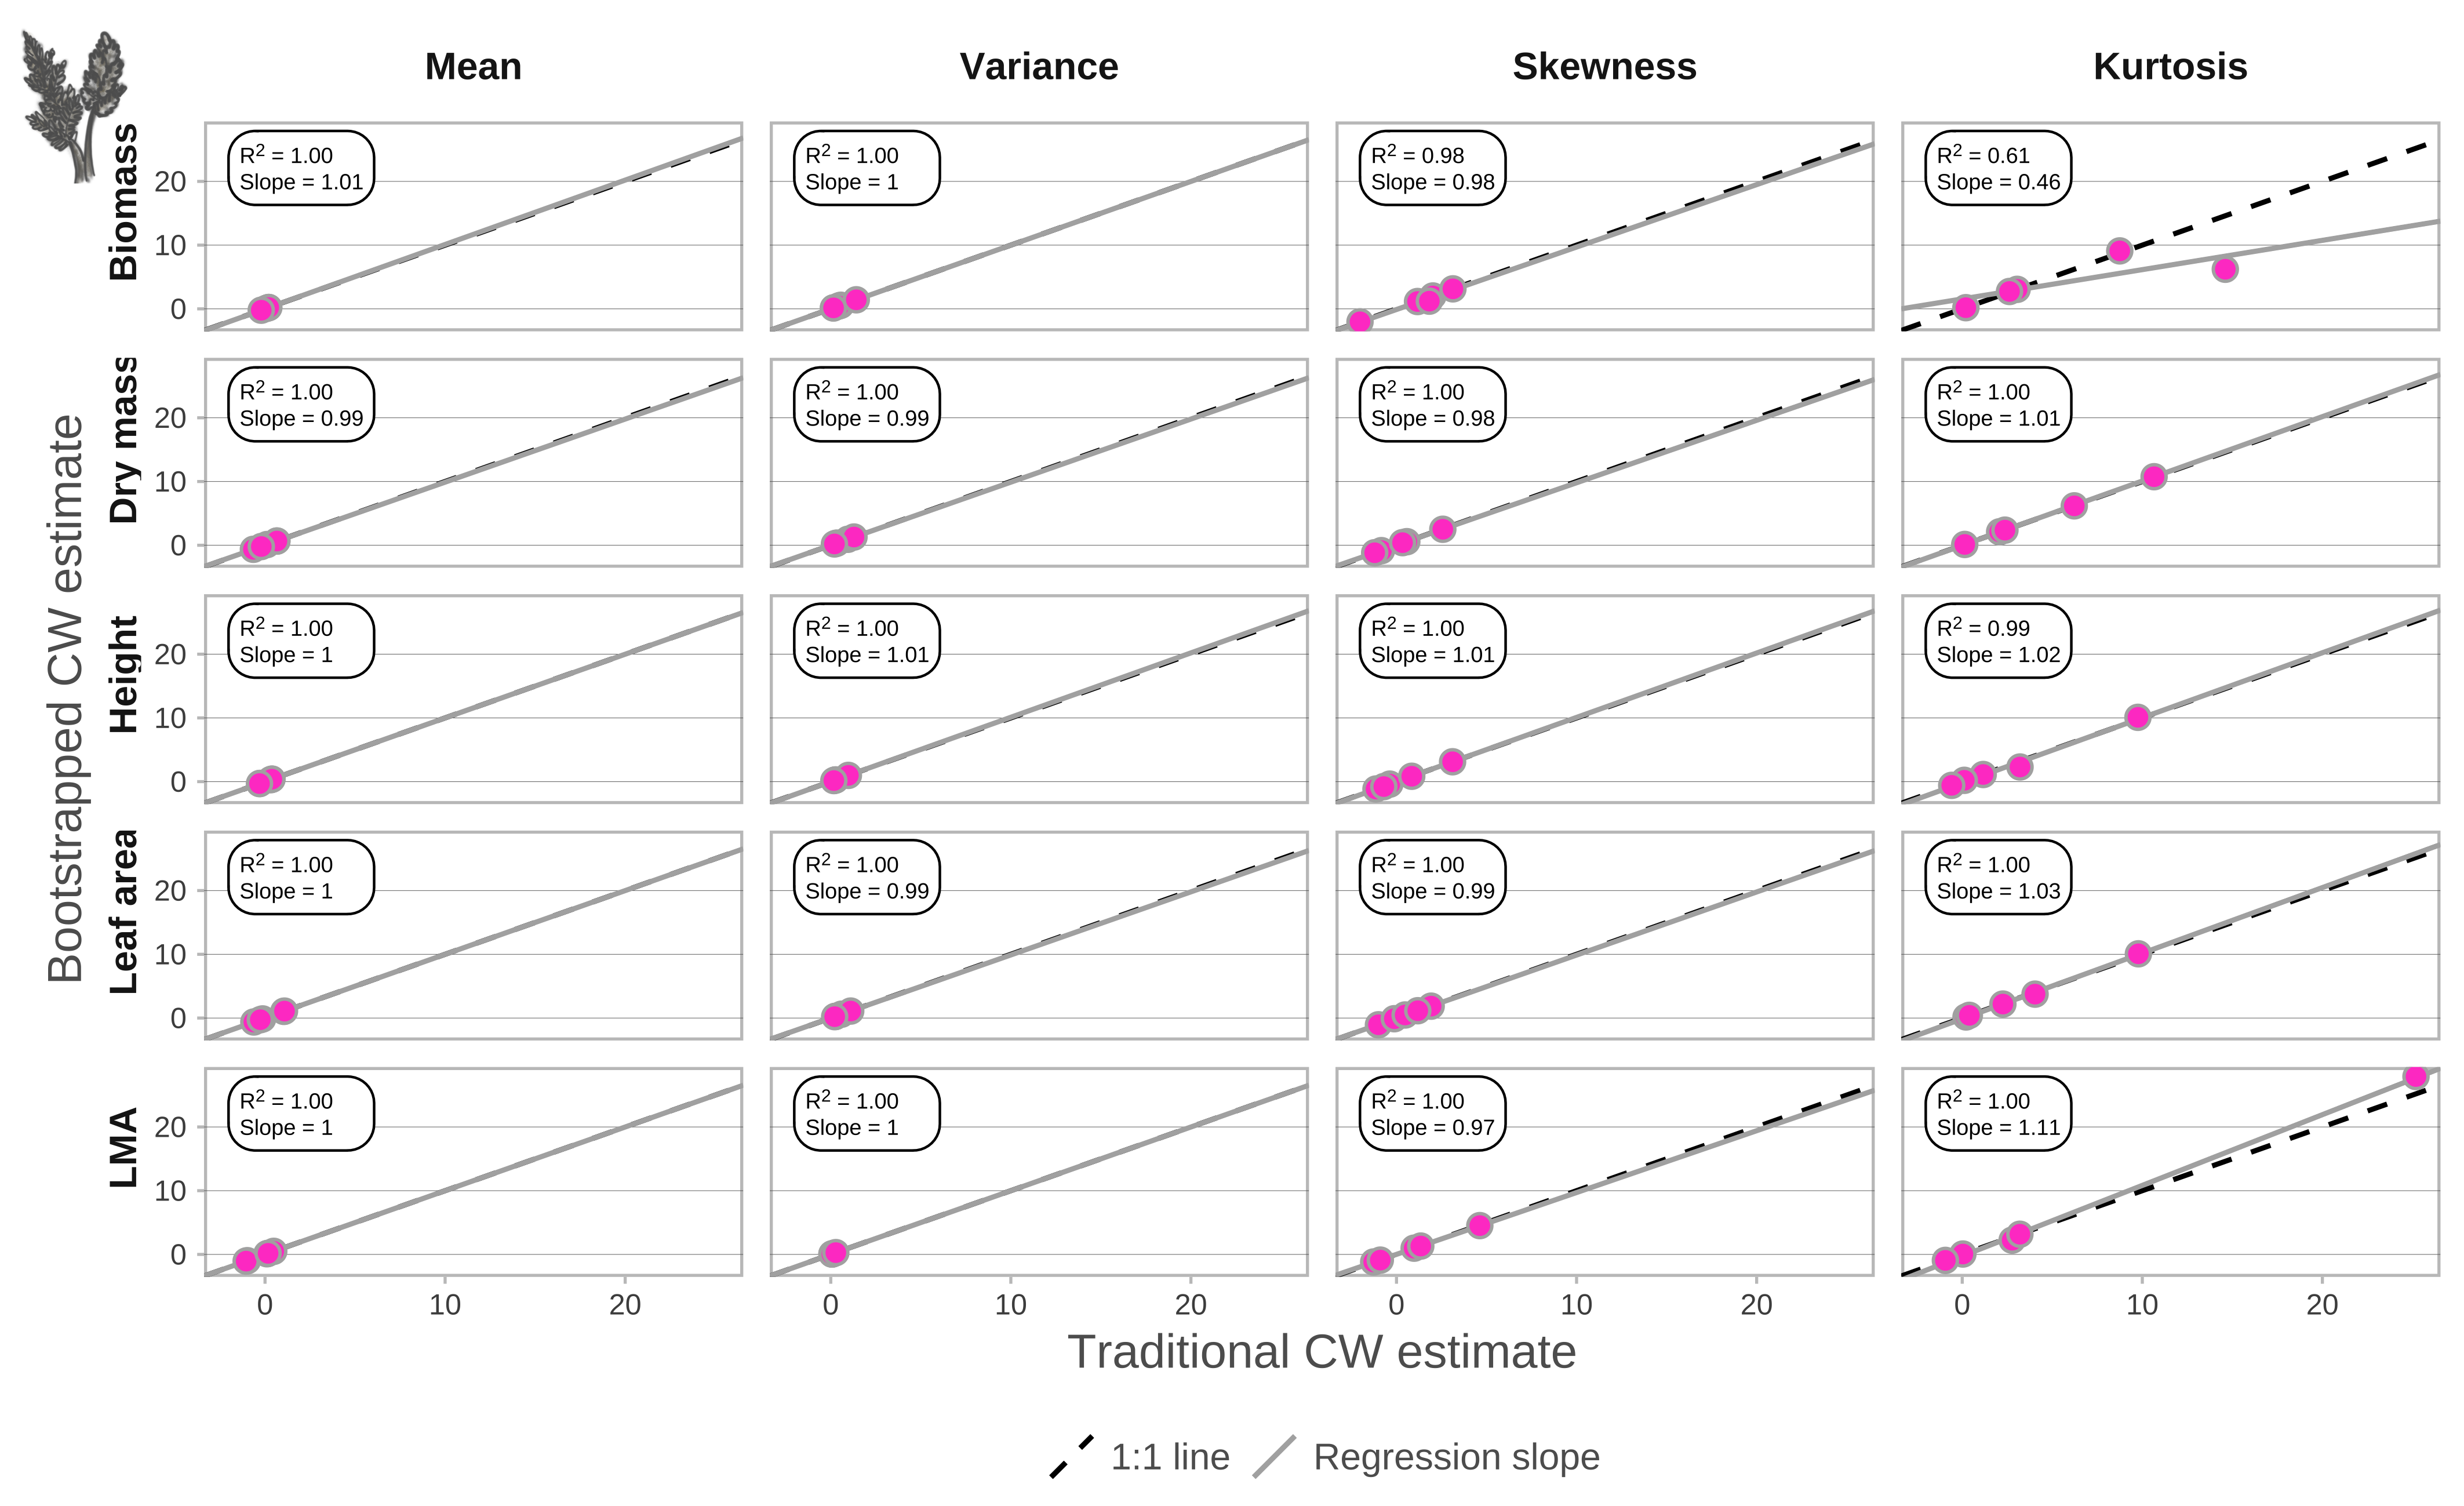 Mean Variance Skewness Kurtosis
Bootstrapped CW estimate
Biomass
20
10
0
R² = 1.00
Slope = 1.01
R² = 1.00
Slope = 1
R² = 0.98
Slope = 0.98
R² = 0.61
Slope = 0.46
Dry mass
20
10
0
R² = 1.00
Slope = 0.99
R² = 1.00
Slope = 0.99
R² = 1.00
Slope = 0.98
R² = 1.00
Slope = 1.01
Height
20
10
0
R² = 1.00
Slope = 1
R² = 1.00
Slope = 1.01
R² = 1.00
Slope = 1.01
R² = 0.99
Slope = 1.02
Leaf area
20
10
0
R² = 1.00
Slope = 1
R² = 1.00
Slope = 0.99
R² = 1.00
Slope = 0.99
R² = 1.00
Slope = 1.03
LMA
20
10
0
R² = 1.00
Slope = 1
R² = 1.00
Slope = 1
R² = 1.00
Slope = 0.97
R² = 1.00
Slope = 1.11
0 10 20 0 10 20 0 10 20 0 10 20
Traditional CW estimate
1:1 line Regression slope